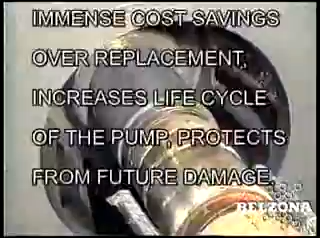 IMMENSE COST SAVINGS
OVER REPLACEMENT,
INCREASES LIFE CYCLE
OF THE PUMP, PROTECTS
FROM FUTURE DAMAGE.
BELZONA